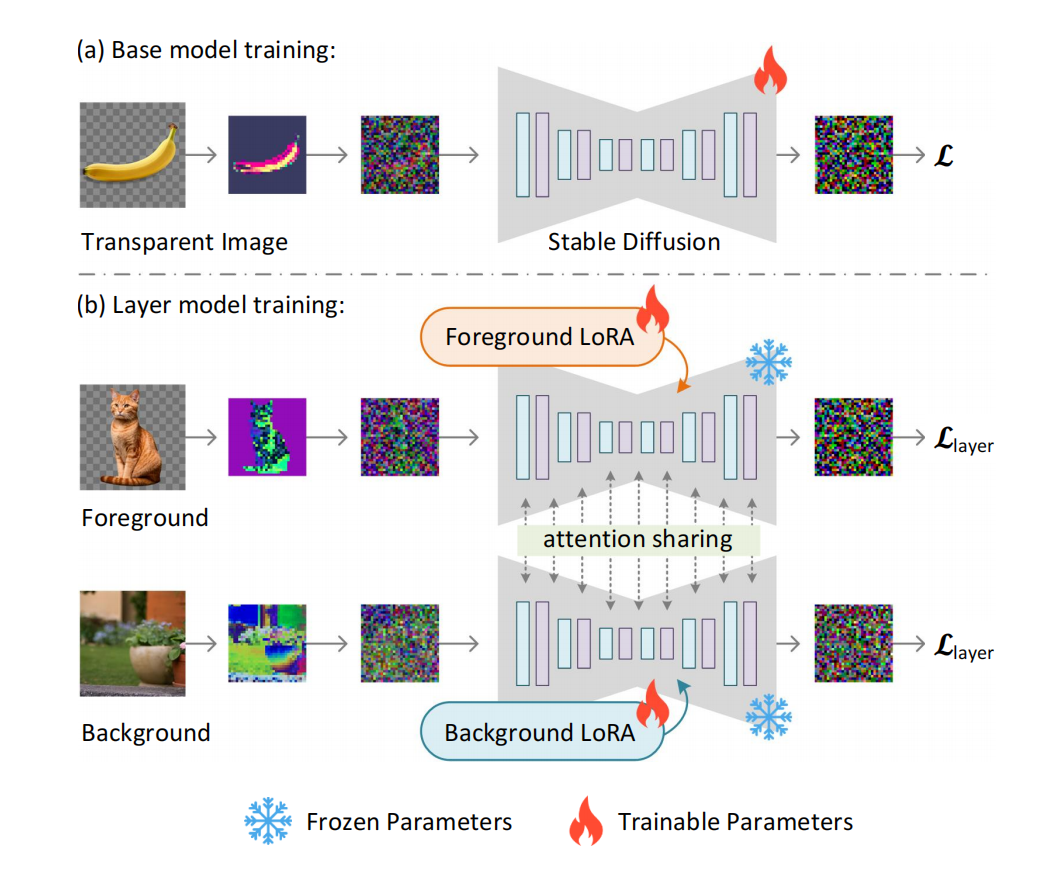 (a) Base model training:
Transparent Image
Stable Diffusion
ℒ
(b) Layer model training:
Foreground LoRA
ℒlayer
Foreground
attention sharing
ℒlayer
Background
Background LoRA
Frozen Parameters
Trainable Parameters